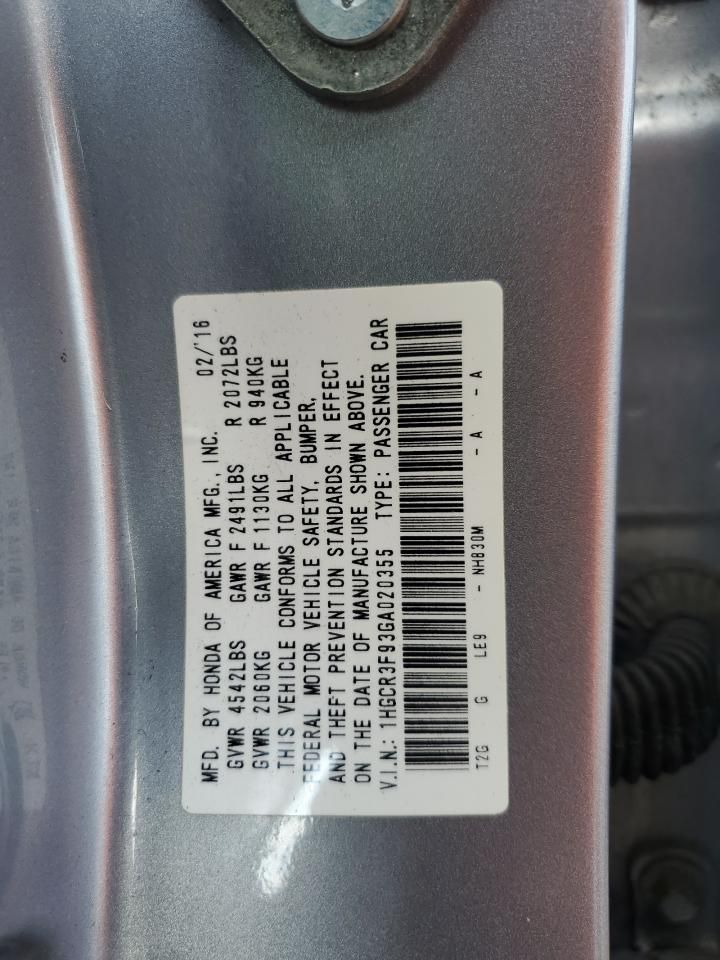 MFD. BY HONDA OF AMERICA MFG., INC. 02/'16
GVWR 4542LBS GAWR F 2491LBS R 2072LBS
GVWR 2060KG GAWR F 1130KG R 940KG
THIS VEHICLE CONFORMS TO ALL APPLICABLE
FEDERAL MOTOR VEHICLE SAFETY, BUMPER,
AND THEFT PREVENTION STANDARDS IN EFFECT
ON THE DATE OF MANUFACTURE SHOWN ABOVE.
V.I.N.: 1HGCR3F93GA020355 TYPE: PASSENGER CAR
T2G G LE9 - NH830M - A - A